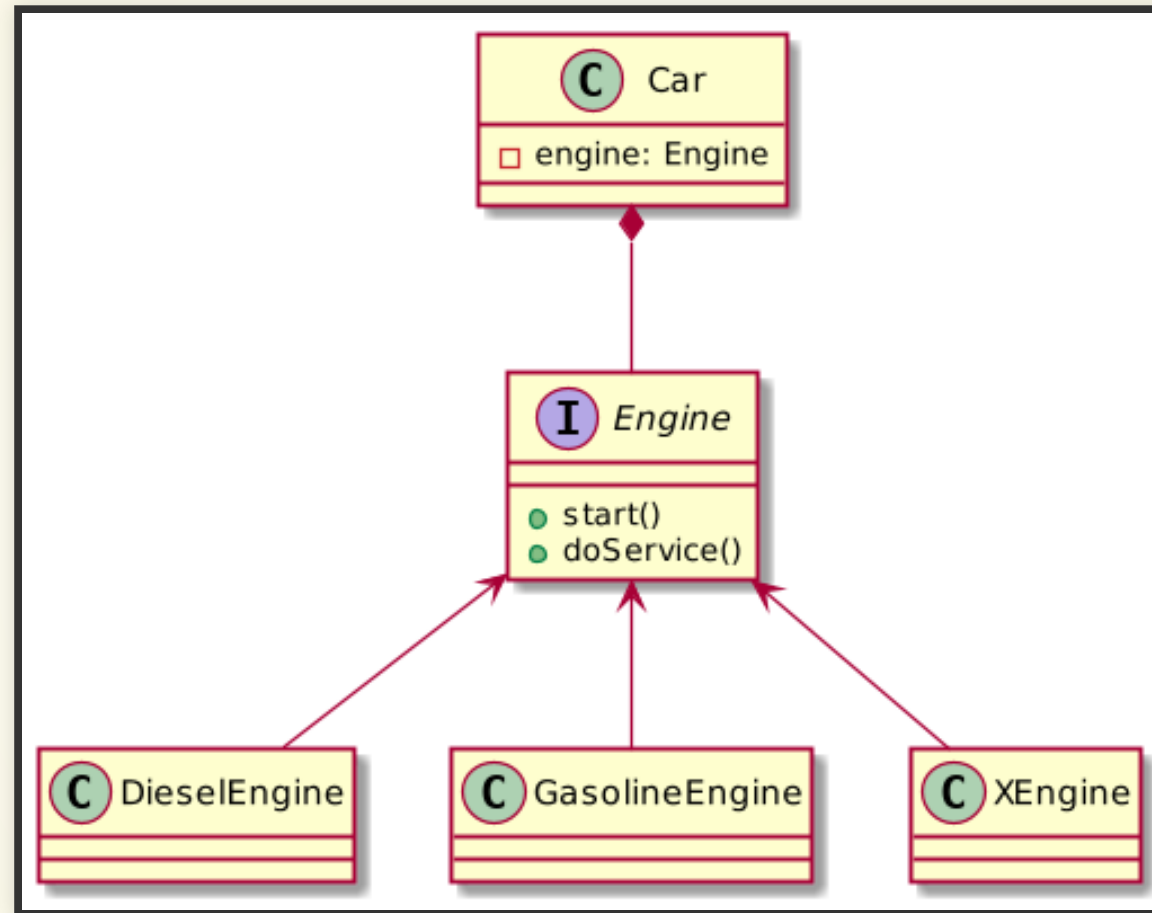 C Car
engine: Engine
I Engine
start()
doService()
C DieselEngine
C GasolineEngine
C XEngine